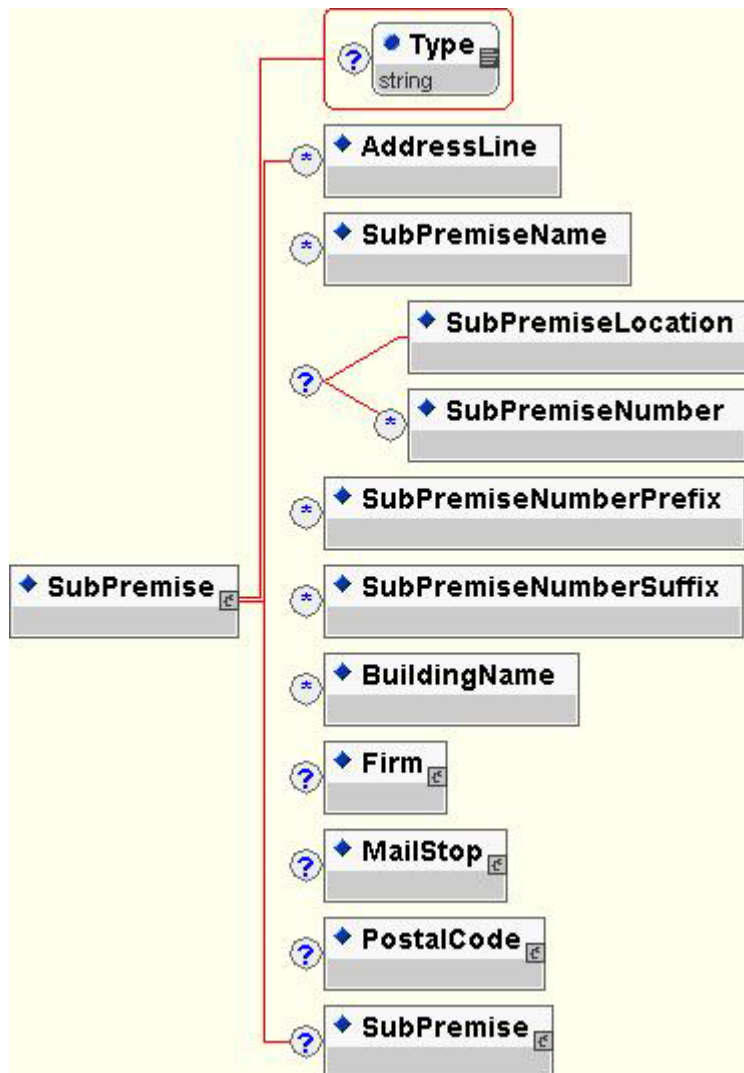 ? Type
string
* AddressLine
* SubPremiseName
SubPremiseLocation
?
* SubPremiseNumber
* SubPremiseNumberPrefix
SubPremise
* SubPremiseNumberSuffix
* BuildingName
? Firm
? MailStop
? PostalCode
? SubPremise